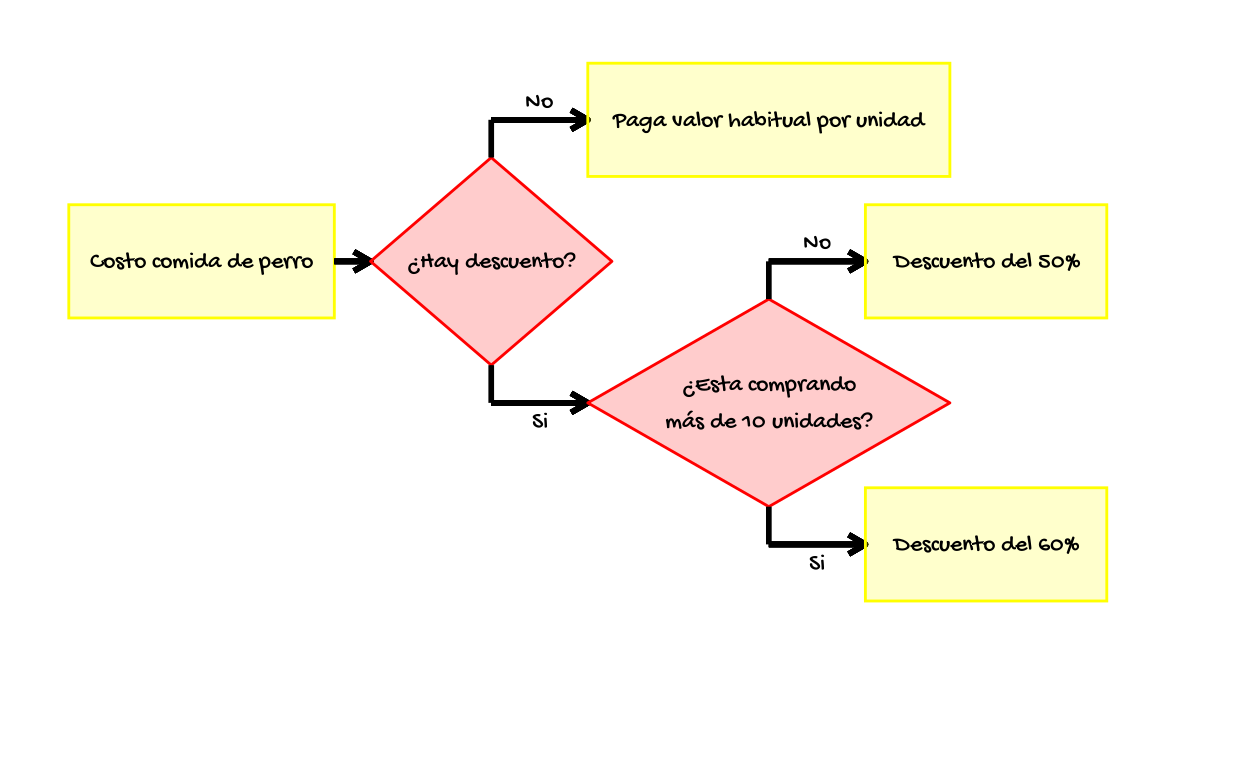 No
Paga valor habitual por unidad
Costo comida de perro
¿Hay descuento?
No
Descuento del 50%
¿Esta comprando
más de 10 unidades?
Si
Descuento del 60%
Si